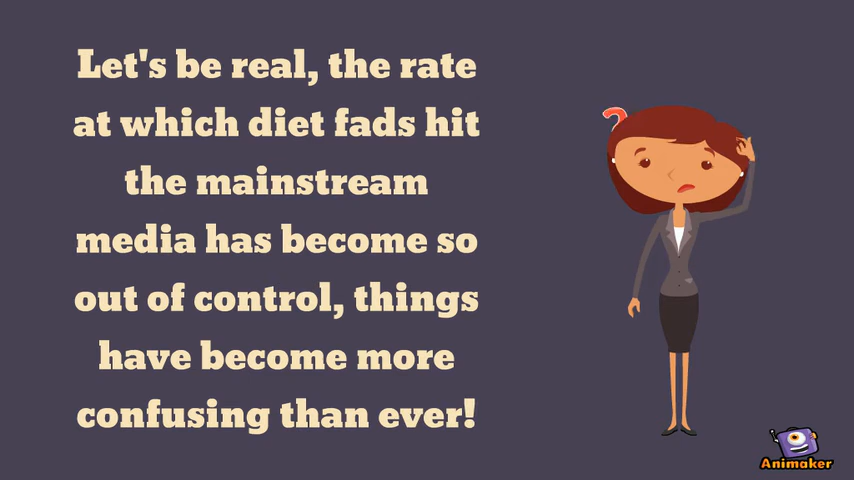 Let's be real, the rate
at which diet fads hit
the mainstream
media has become so
out of control, things
have become more
confusing than ever!
?
Animaker